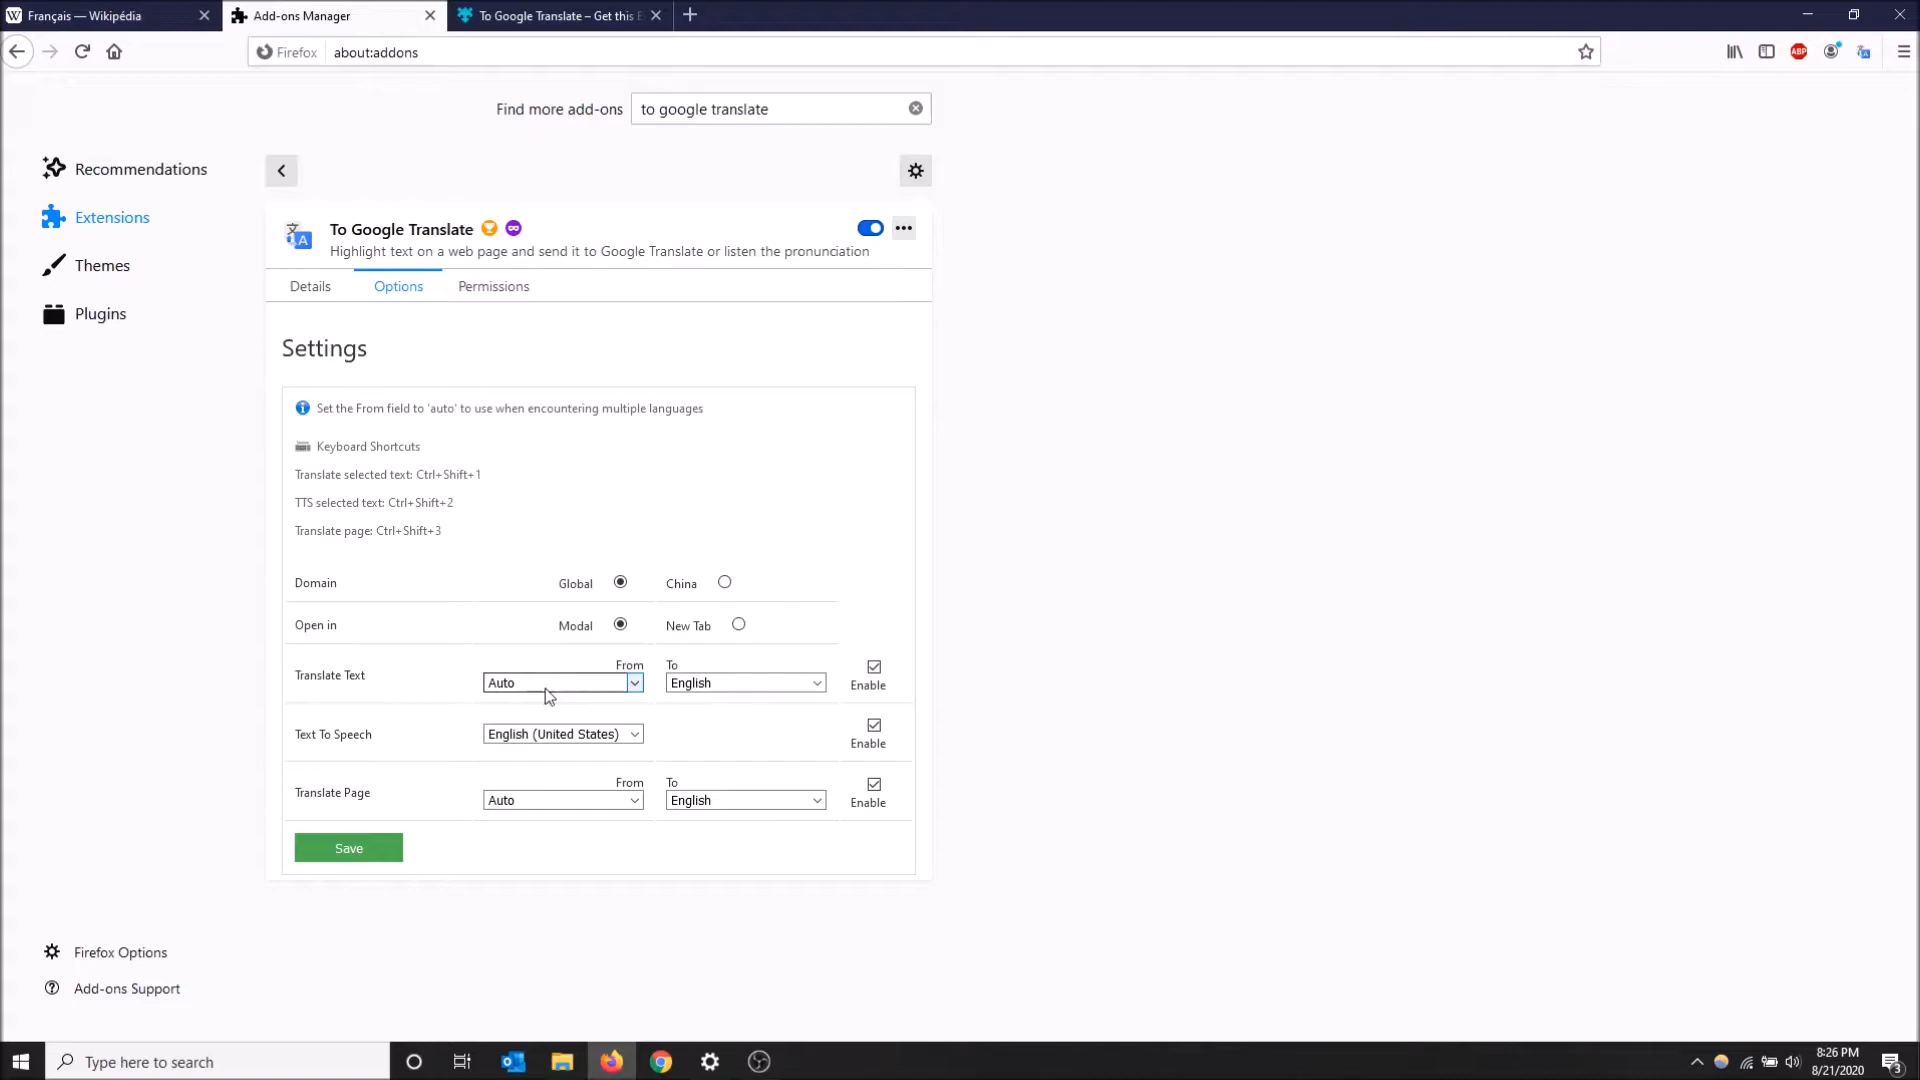 Français — Wikipédia
Add-ons Manager
To Google Translate – Get this E
Firefox
about:addons
ABP
Find more add-ons
to google translate
Recommendations
Extensions
Themes
Plugins
To Google Translate
Highlight text on a web page and send it to Google Translate or listen the pronunciation
Details
Options
Permissions
Settings
Set the From field to 'auto' to use when encountering multiple languages
Keyboard Shortcuts
Translate selected text: Ctrl+Shift+1
TTS selected text: Ctrl+Shift+2
Translate page: Ctrl+Shift+3
Domain
Global
China
Open in
Modal
New Tab
Translate Text
From
To
Auto
English
Enable
Text To Speech
English (United States)
Enable
Translate Page
From
To
Auto
English
Enable
Save
Firefox Options
Add-ons Support
Type here to search
8:26 PM
8/21/2020
3